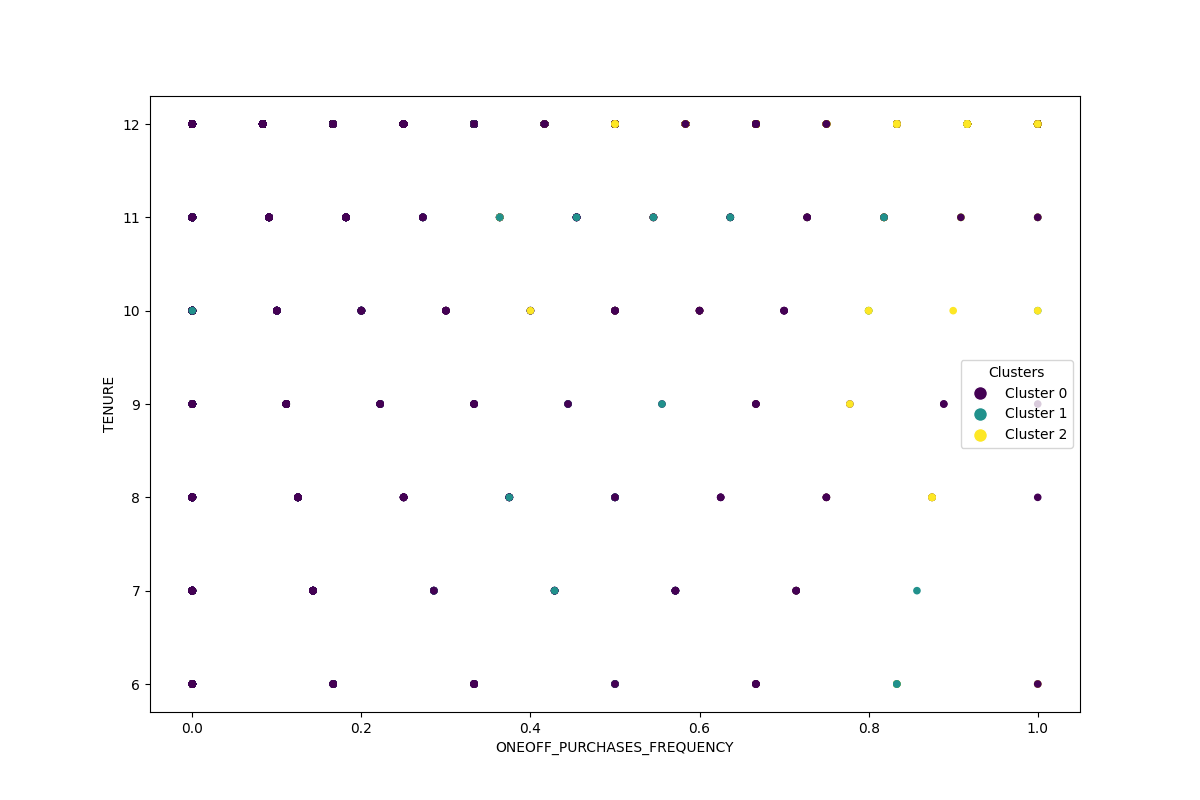 12
11
10
9
8
7
6
TENURE
Clusters
Cluster 0
Cluster 1
Cluster 2
0.0 0.2 0.4 0.6 0.8 1.0
ONEOFF_PURCHASES_FREQUENCY